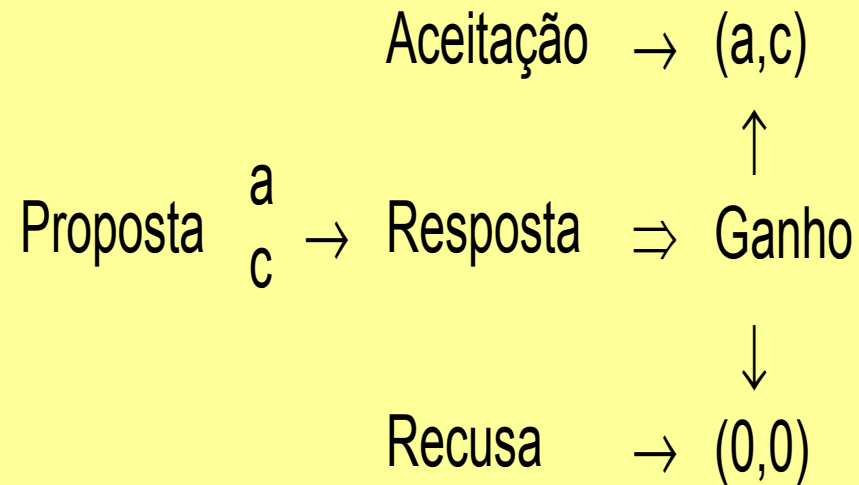 Aceitação → (a,c)
↑
a
Proposta → Resposta ⇒ Ganho
c
↓
Recusa → (0,0)